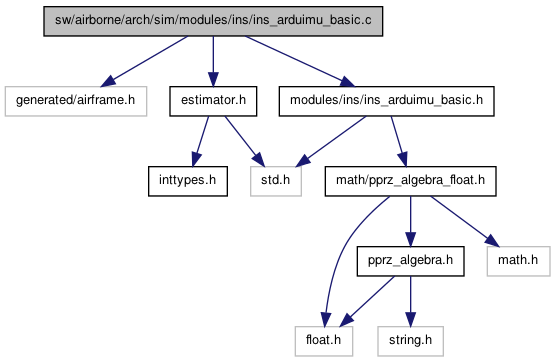 sw/airborne/arch/sim/modules/ins/ins_arduimu_basic.c
generated/airframe.h
estimator.h
modules/ins/ins_arduimu_basic.h
inttypes.h
std.h
math/pprz_algebra_float.h
pprz_algebra.h
math.h
float.h
string.h